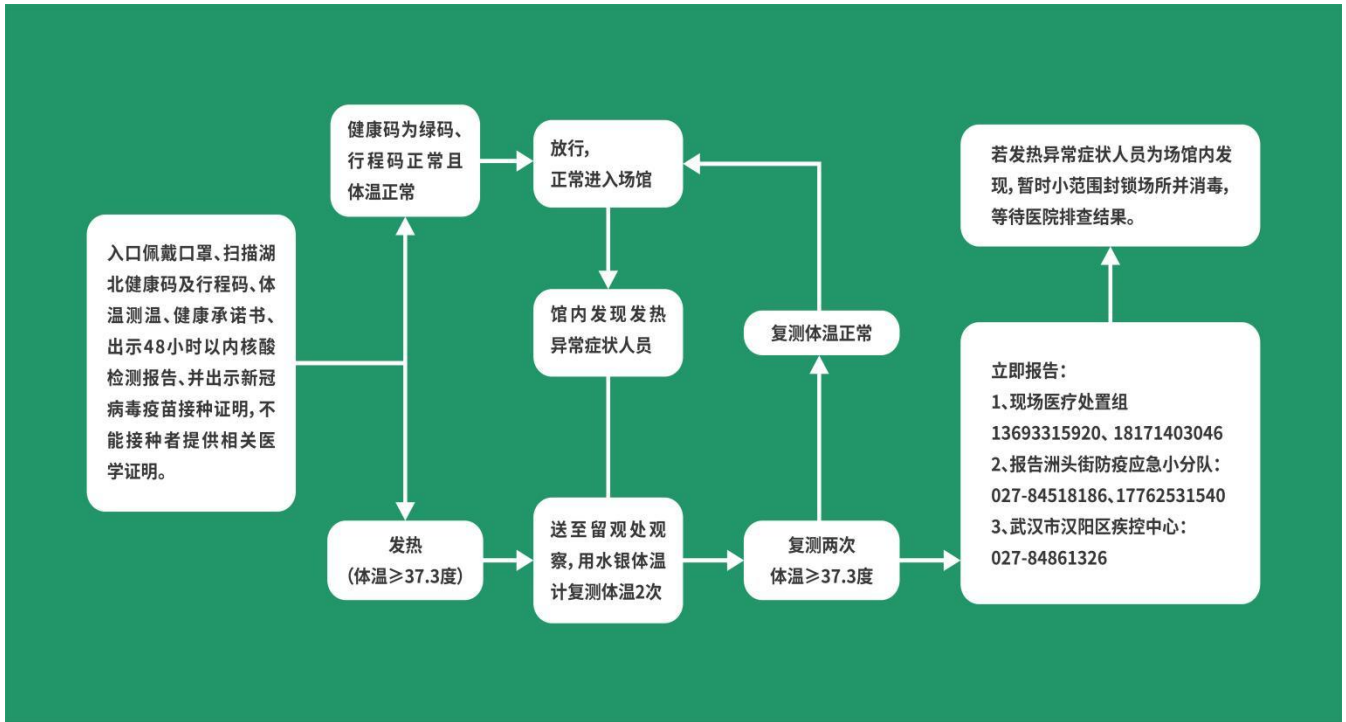 入口佩戴口罩、扫描湖
北健康码及行程码、体
温测温、健康承诺书、
出示48小时以内核酸
检测报告、并出示新冠
病毒疫苗接种证明,不
能接种者提供相关医
学证明。
健康码为绿码、
行程码正常且
体温正常
放行,
正常进入场馆
馆内发现发热
异常症状人员
发热
(体温≥37.3度)
送至留观处观
察,用水银体温
计复测体温2次
复测体温正常
复测两次
体温≥37.3度
立即报告:
1、现场医疗处置组
13693315920、18171403046
2、报告洲头街防疫应急小分队:
027-84518186、17762531540
3、武汉市汉阳区疾控中心:
027-84861326
若发热异常症状人员为场馆内发
现,暂时小范围封锁场所并消毒,
等待医院排查结果。